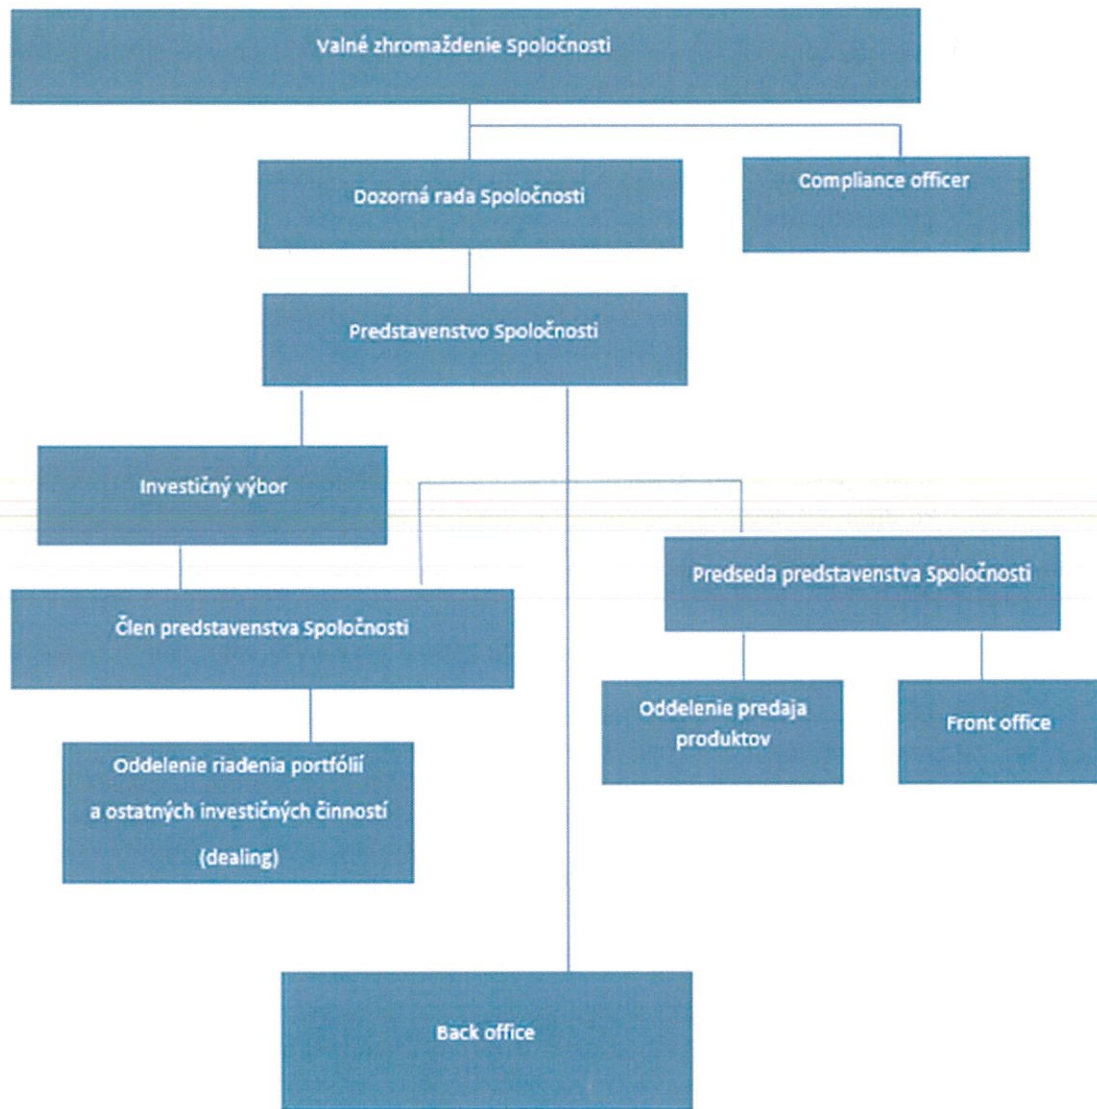 Valné zhromaždenie Spoločnosti
Compliance officer
Dozorná rada Spoločnosti
Predstavenstvo Spoločnosti
Investičný výbor
Predseda predstavenstva Spoločnosti
Člen predstavenstva Spoločnosti
Oddelenie predaja
produktov
Front office
Oddelenie riadenia portfólií
a ostatných investičných činností
(dealing)
Back office